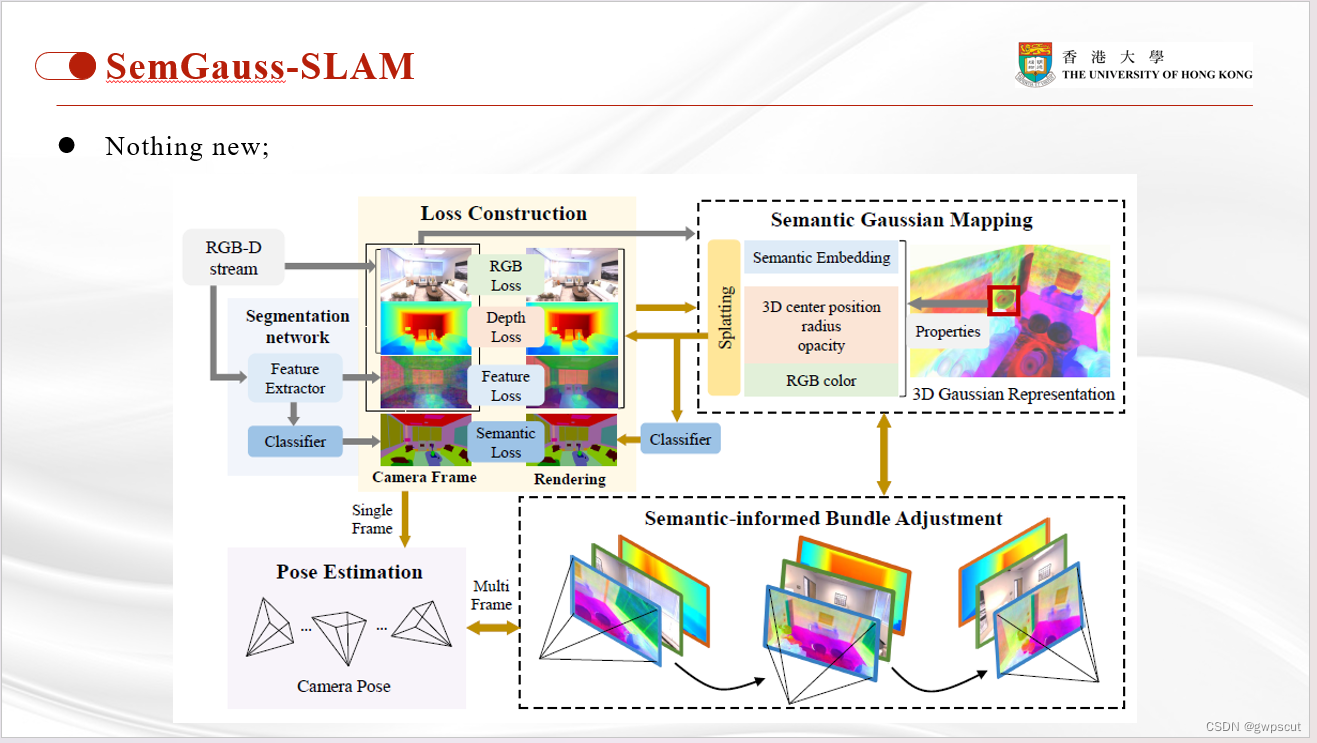 SemGauss-SLAM
香港大學
THE UNIVERSITY OF HONG KONG
● Nothing new;
Loss Construction
RGB-D
stream
RGB
Loss
Depth
Loss
Feature
Loss
Semantic
Loss
Segmentation
network
Feature
Extractor
Classifier
Camera Frame
Rendering
Classifier
Semantic Gaussian Mapping
Splatting
Semantic Embedding
3D center position
radius
opacity
RGB color
Properties
3D Gaussian Representation
Single
Frame
Pose Estimation
... ...
Camera Pose
Multi
Frame
Semantic-informed Bundle Adjustment
CSDN @gwpscut